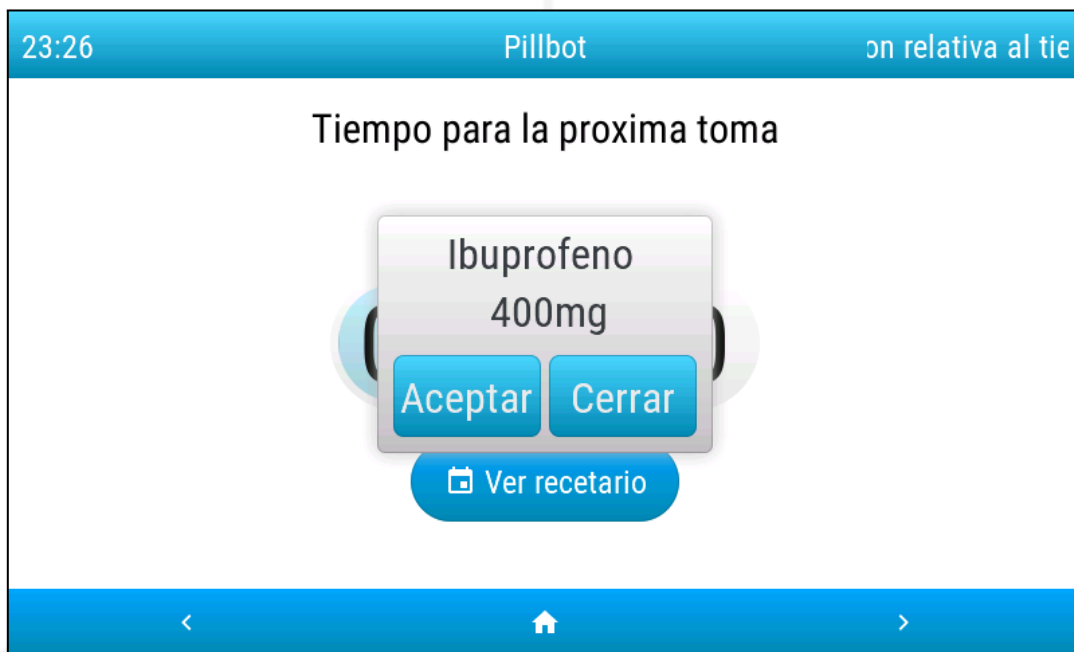 23:26
Pillbot
on relativa al tie
Tiempo para la proxima toma
Ibuprofeno
400mg
Aceptar
Cerrar
Ver recetario